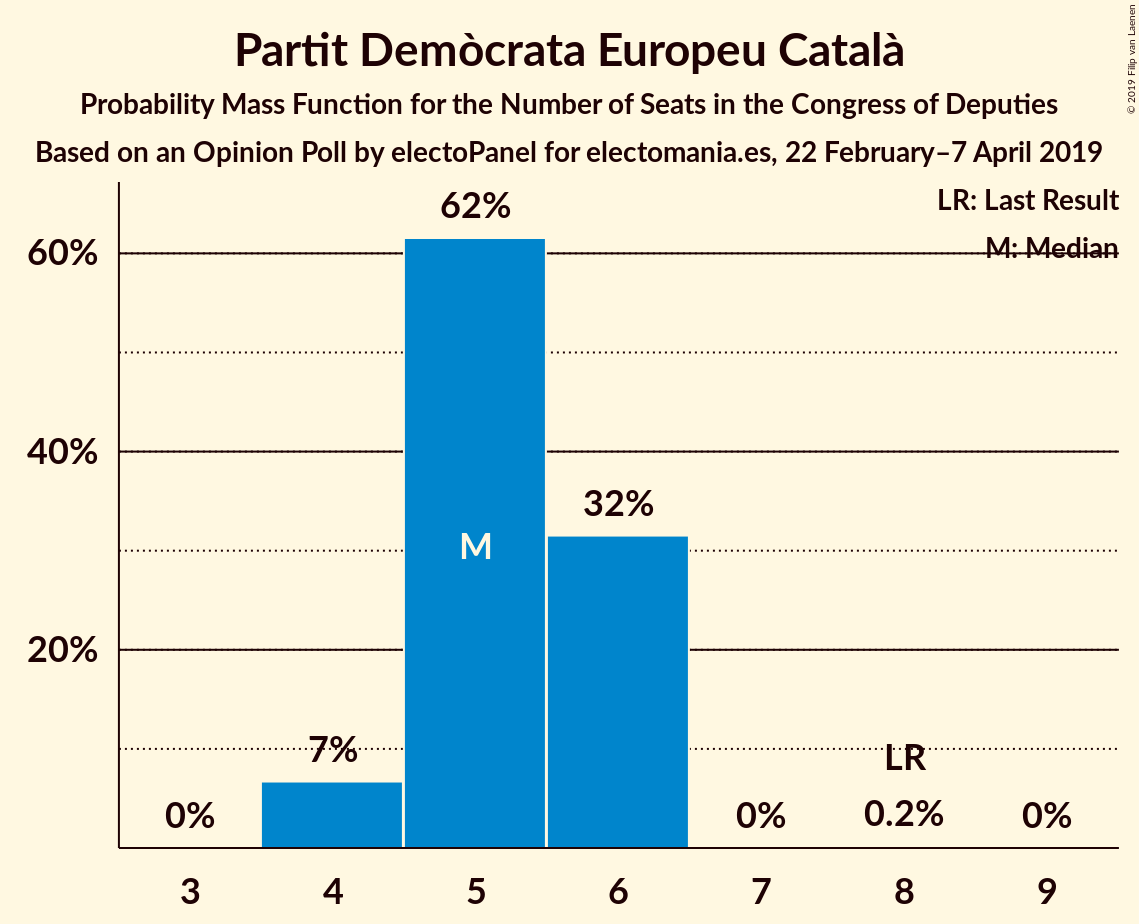 Partit Demòcrata Europeu Català
Probability Mass Function for the Number of Seats in the Congress of Deputies
Based on an Opinion Poll by electoPanel for electomania.es, 22 February–7 April 2019
© 2019 Filip van Laenen
LR: Last Result
M: Median
62%
60%
40%
32%
M
20%
7%
LR
0%
0%
0.2%
0%
3 4 5 6 7 8 9